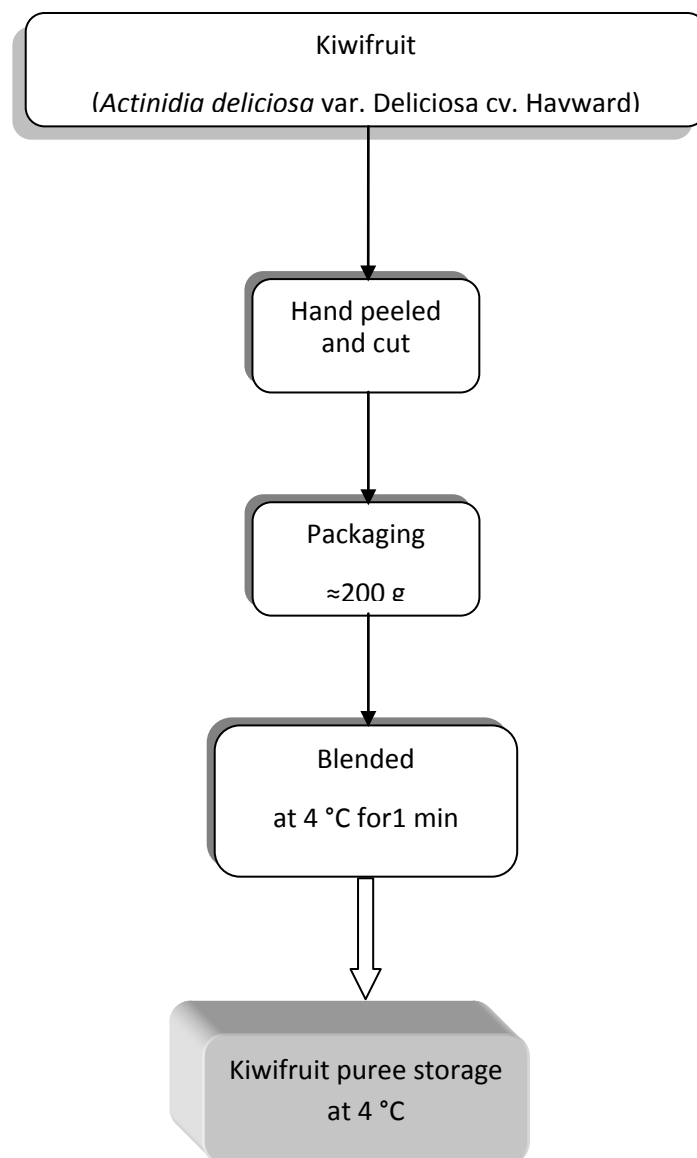 Kiwifruit
(Actinidia deliciosa var. Deliciosa cv. Hayward)
Hand peeled
and cut
Packaging
≈200 g
Blended
at 4 °C for1 min
Kiwifruit puree storage
at 4 °C